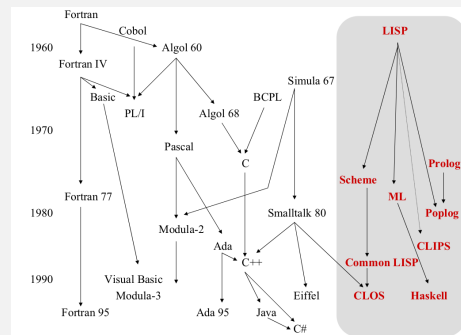 Fortran
Cobol
LISP
1960
Algol 60
Fortran IV
Simula 67
Basic
BCPL
PL/I
Algol 68
1970
Pascal
C
Prolog
Scheme
Fortran 77
ML
1980
Smalltalk 80
Poplog
Modula-2
Ada
CLIPS
C++
Common LISP
1990
Visual Basic
Modula-3
Eiffel
CLOS
Haskell
Fortran 95
Ada 95
Java
C#